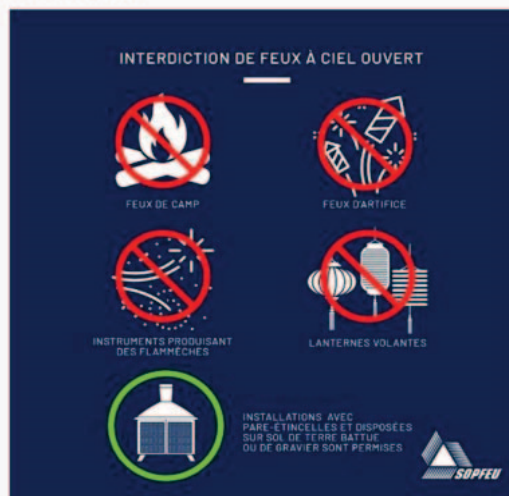 INTERDICTION DE FEUX À CIEL OUVERT
FEUX DE CAMP
FEUX D'ARTIFICE
INSTRUMENTS PRODUISANT
DES FLAMMÈCHES
LANTERNES VOLANTES
INSTALLATIONS AVEC
PARE-ÉTINCELLES ET DISPOSÉES
SUR SOL DE TERRE BATTUE
OU DE GRAVIER SONT PERMISES
SOPFEU